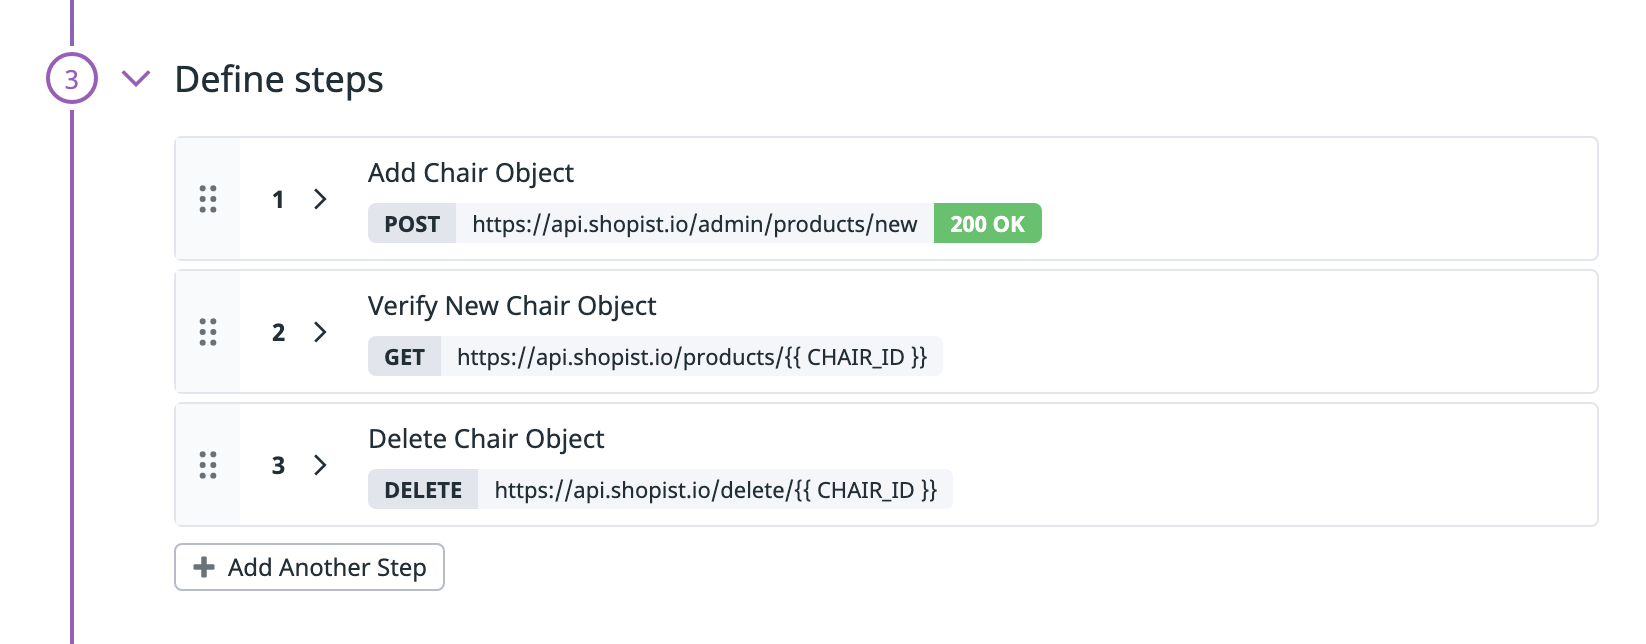 3 Define steps
1
Add Chair Object
POST https://api.shopist.io/admin/products/new 200 OK
2
Verify New Chair Object
GET https://api.shopist.io/products/{{ CHAIR_ID }}
3
Delete Chair Object
DELETE https://api.shopist.io/delete/{{ CHAIR_ID }}
Add Another Step